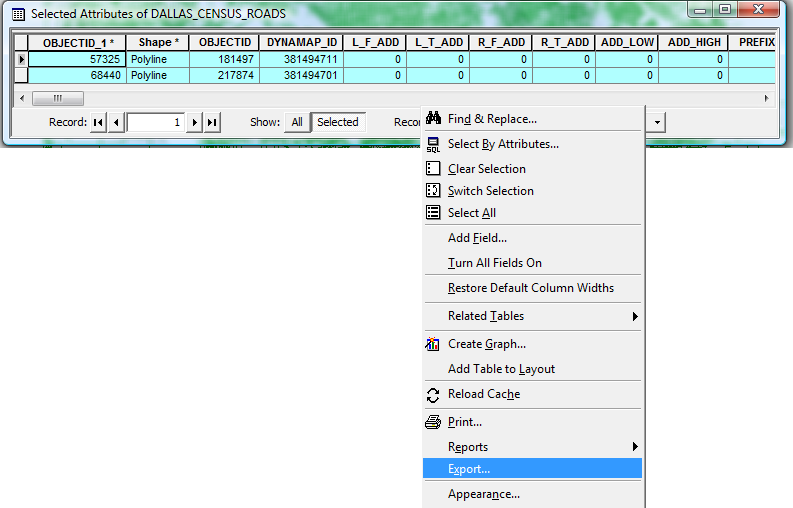 Selected Attributes of DALLAS_CENSUS_ROADS
OBJECTID_1 * Shape * OBJECTID DYNAMAP_ID L_F_ADD L_T_ADD R_F_ADD R_T_ADD ADD_LOW ADD_HIGH PREFIX
57325 Polyline 181497 381494711 0 0 0 0 0 0
68440 Polyline 217874 381494701 0 0 0 0 0 0
Record: 1 Show: All Selected Reco
Find & Replace...
SQL Select By Attributes...
Clear Selection
Switch Selection
Select All
Add Field...
Turn All Fields On
Restore Default Column Widths
Related Tables
Create Graph...
Add Table to Layout
Reload Cache
Print...
Reports
Export...
Appearance...